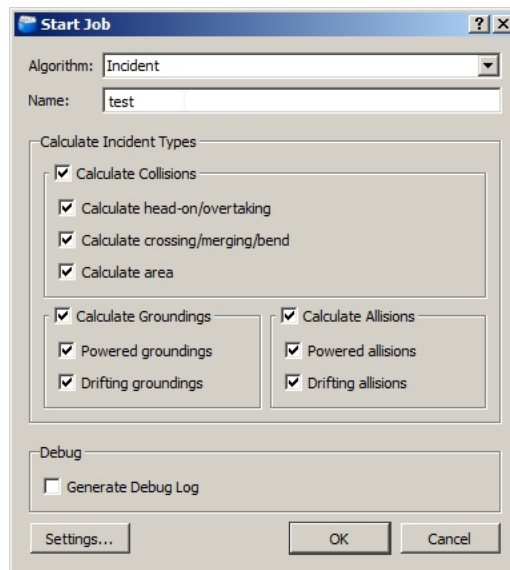 Start Job
Algorithm: Incident
Name: test
Calculate Incident Types
Calculate Collisions
Calculate head-on/overtaking
Calculate crossing/merging/bend
Calculate area
Calculate Groundings Calculate Allisions
Powered groundings Powered allisions
Drifting groundings Drifting allisions
Debug
Generate Debug Log
Settings... OK Cancel